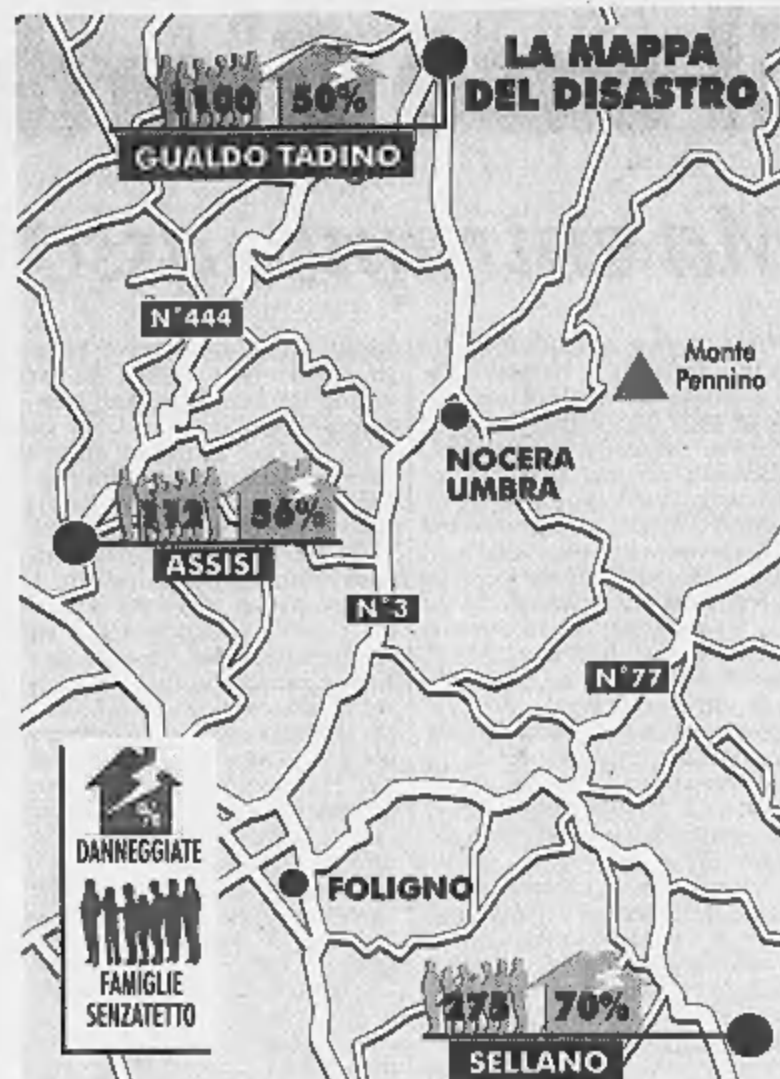 LA MAPPA
DEL DISASTRO
1100 50%
GUALDO TADINO
N°444
Monte
Pennino
NOCERA
UMBRA
56%
ASSISI
N°3
N°77
%
DANNEGGIATE
FAMIGLIE
SENZATETTO
FOLIGNO
275 70%
SELLANO